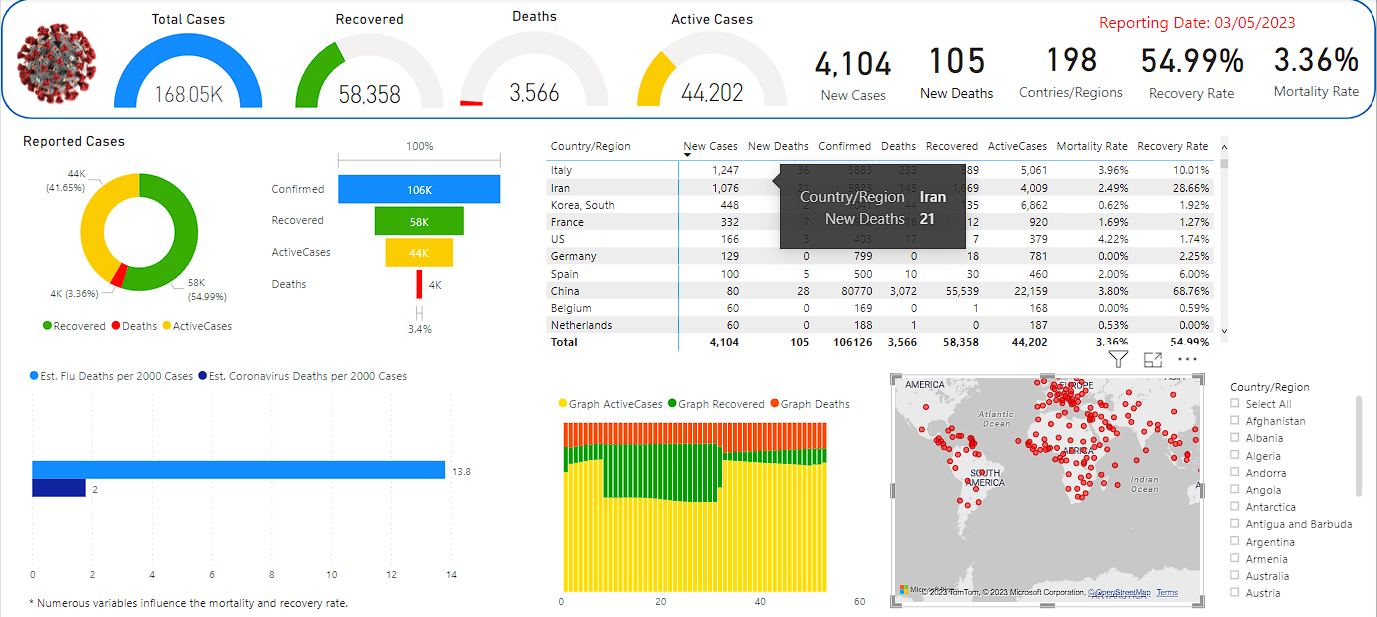 Total Cases
168.05K
Recovered
58,358
Deaths
3,566
Active Cases
44,202
Reporting Date: 03/05/2023
4,104
New Cases
105
New Deaths
198
Contries/Regions
54.99%
Recovery Rate
3.36%
Mortality Rate
Reported Cases
44K
(41.65%)
4K (3.36%)
58K
(54.99%)
Recovered Deaths ActiveCases
100%
Confirmed 106K
Recovered 58K
ActiveCases 44K
Deaths 4K
3.4%
Country/Region New Cases New Deaths Confirmed Deaths Recovered ActiveCases Mortality Rate Recovery Rate
Italy 1,247 36 5883 233 589 5,061 3.96% 10.01%
Iran 1,076 21 5823 145 1,669 4,009 2.49% 28.66%
Korea, South 448 135 6,862 0.62% 1.92%
France 332 7 12 920 1.69% 1.27%
US 166 3 403 17 7 379 4.22% 1.74%
Germany 129 0 799 0 18 781 0.00% 2.25%
Spain 100 5 500 10 30 460 2.00% 6.00%
China 80 28 80770 3,072 55,539 22,159 3.80% 68.76%
Belgium 60 0 169 0 1 168 0.00% 0.59%
Netherlands 60 0 188 1 0 187 0.53% 0.00%
Total 4,104 105 106126 3,566 58,358 44,202 3.36% 54.99%
Country/Region Iran
New Deaths 21
Est. Flu Deaths per 2000 Cases Est. Coronavirus Deaths per 2000 Cases
13.8
2
0 2 4 6 8 10 12 14
* Numerous variables influence the mortality and recovery rate.
Graph ActiveCases Graph Recovered Graph Deaths
0 20 40 60
AMERICA
EUROPE
Atlantic
Ocean
AFRICA
SOUTH
AMERICA
Indian
Ocean
© 2023 TomTom, © 2023 Microsoft Corporation, © OpenStreetMap Terms
Country/Region
Select All
Afghanistan
Albania
Algeria
Andorra
Angola
Antarctica
Antigua and Barbuda
Argentina
Armenia
Australia
Austria